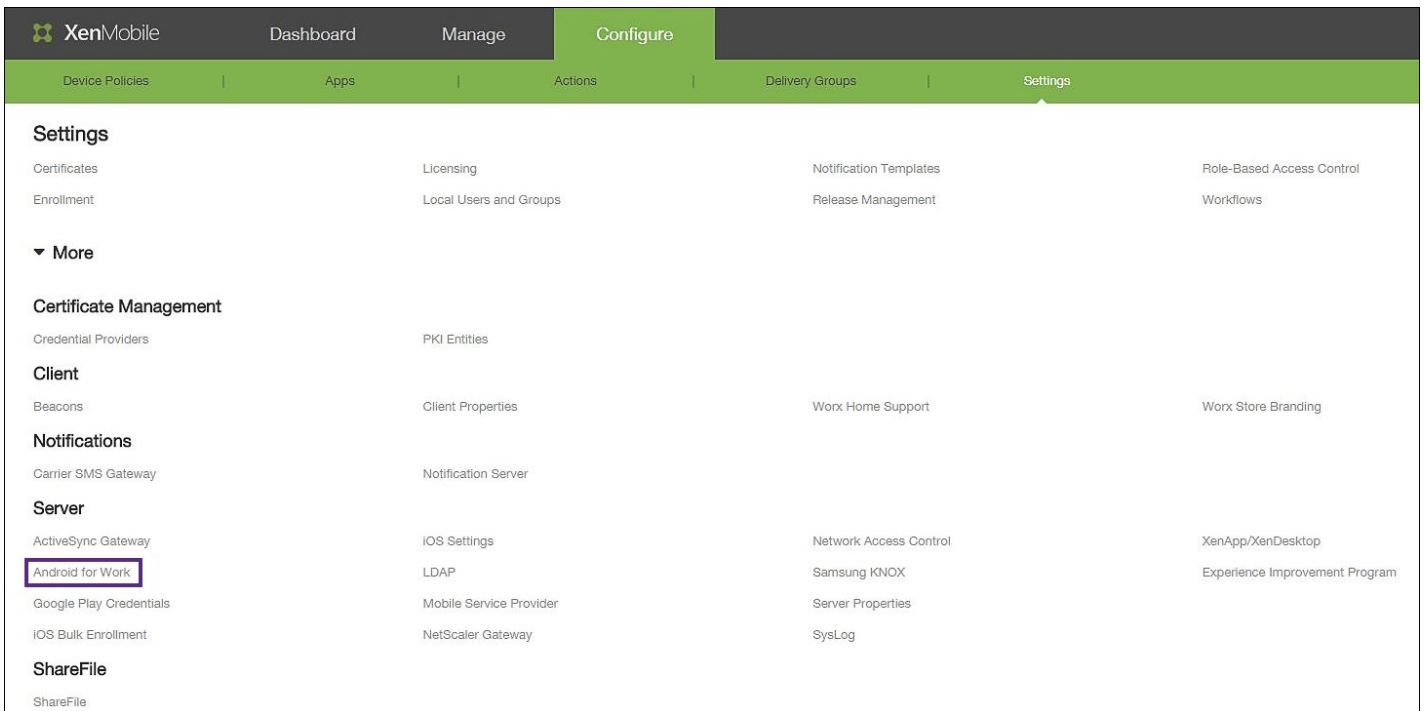 XenMobile Dashboard Manage Configure
Device Policies | Apps | Actions | Delivery Groups | Settings
Settings
Certificates Licensing Notification Templates Role-Based Access Control
Enrollment Local Users and Groups Release Management Workflows
More
Certificate Management
Credential Providers PKI Entities
Client
Beacons Client Properties Worx Home Support Worx Store Branding
Notifications
Carrier SMS Gateway Notification Server
Server
ActiveSync Gateway iOS Settings Network Access Control XenApp/XenDesktop
Android for Work LDAP Samsung KNOX Experience Improvement Program
Google Play Credentials Mobile Service Provider Server Properties
iOS Bulk Enrollment NetScaler Gateway SysLog
ShareFile
ShareFile